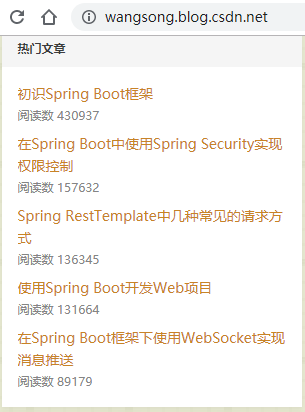 wangsong.blog.csdn.net
热门文章
初识Spring Boot框架
阅读数 430937
在Spring Boot中使用Spring Security实现
权限控制
阅读数 157632
Spring RestTemplate中几种常见的请求方
式
阅读数 136345
使用Spring Boot开发Web项目
阅读数 131664
在Spring Boot框架下使用WebSocket实现
消息推送
阅读数 89179